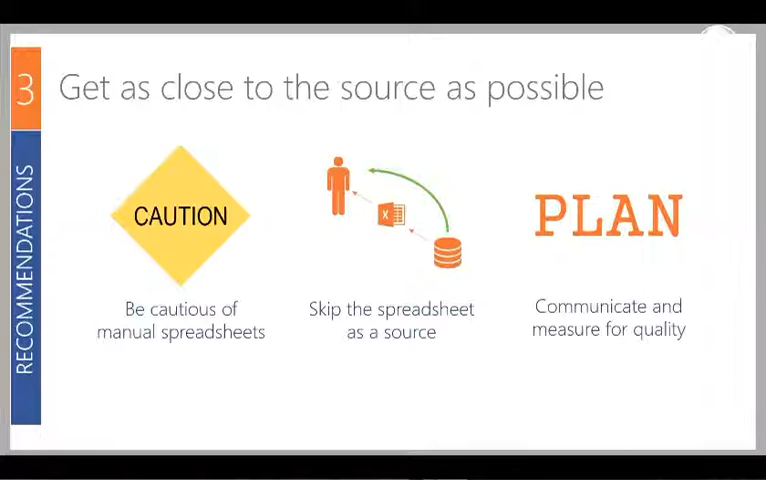 3
Get as close to the source as possible
RECOMMENDATIONS
CAUTION
X
PLAN
Be cautious of
manual spreadsheets
Skip the spreadsheet
as a source
Communicate and
measure for quality